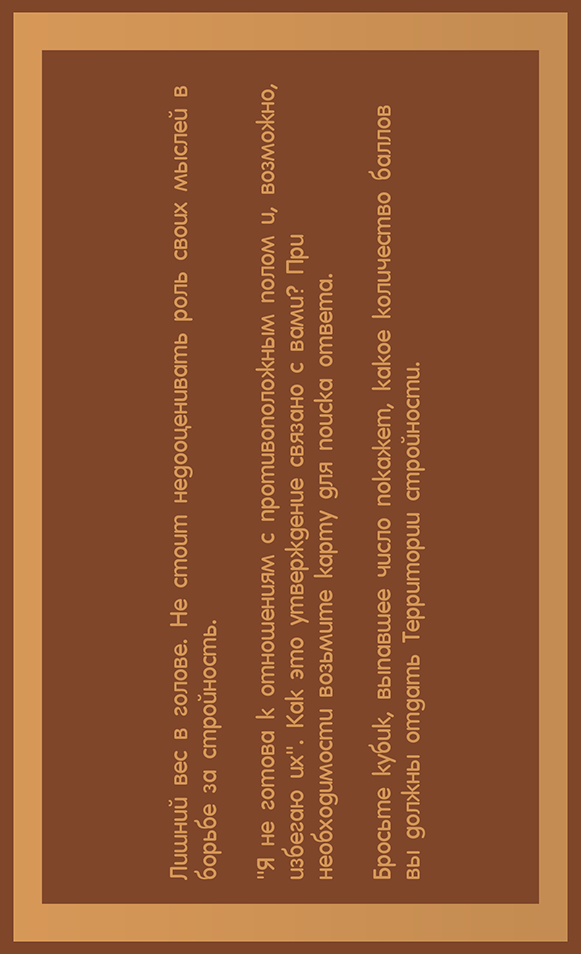 Лишний вес в голове. Не стоит недооценивать роль своих мыслей в
борьбе за стройность.
"Я не готова к отношениям с противоположным полом и, возможно,
избегаю их". Как это утверждение связано с вами? При
необходимости возьмите карту для поиска ответа.
Бросьте кубик, выпавшее число покажет, какое количество баллов
вы должны отдать Территории стройности.